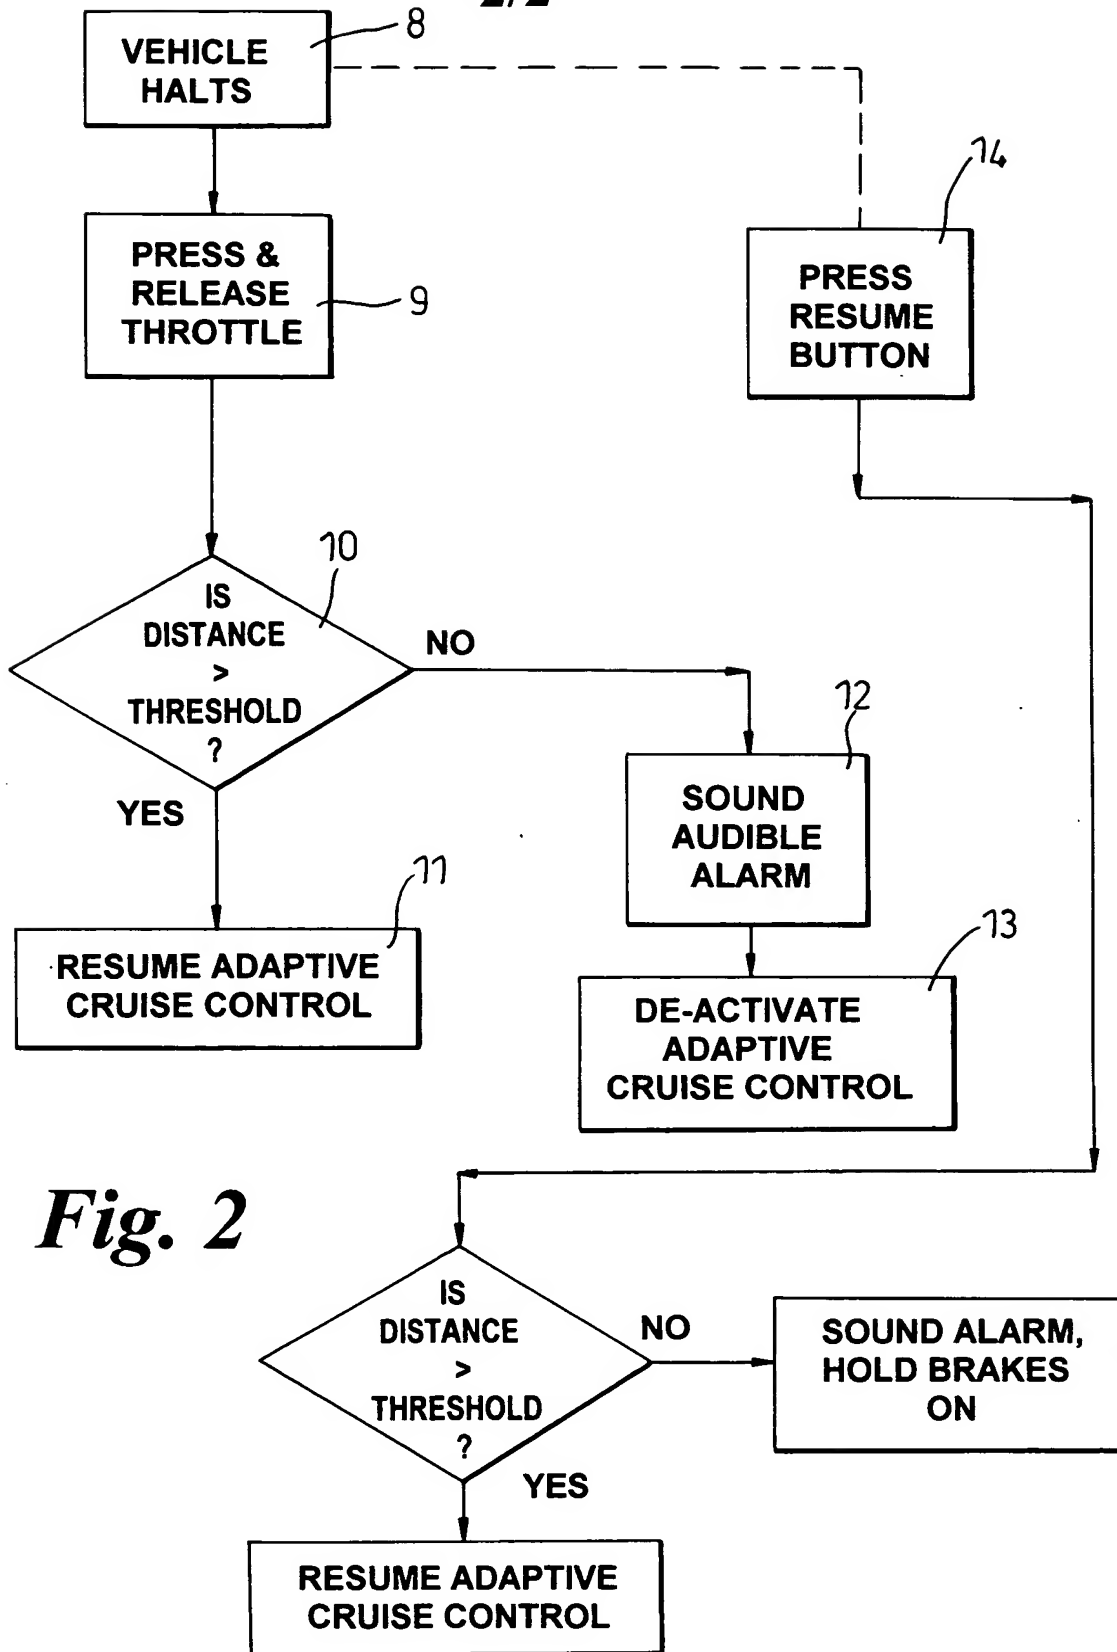 8
VEHICLE
HALTS
14
PRESS &
RELEASE
THROTTLE
9
PRESS
RESUME
BUTTON
10
IS
DISTANCE
>
THRESHOLD
?
NO
YES
12
SOUND
AUDIBLE
ALARM
11
RESUME ADAPTIVE
CRUISE CONTROL
13
DE-ACTIVATE
ADAPTIVE
CRUISE CONTROL
Fig. 2
IS
DISTANCE
>
THRESHOLD
?
NO
SOUND ALARM,
HOLD BRAKES
ON
YES
RESUME ADAPTIVE
CRUISE CONTROL